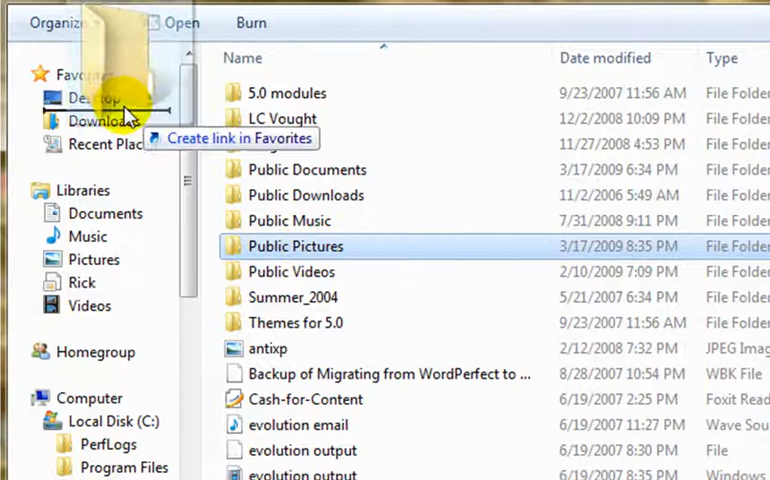 Organize Open Burn
Name Date modified Type
Favorites
Desktop
Downloads
Create link in Favorites
Recent Plac
Libraries
Documents
Music
Pictures
Rick
Videos
Homegroup
Computer
Local Disk (C:)
PerfLogs
Program Files
5.0 modules 9/23/2007 11:56 AM File Folder
LC Vought 12/2/2008 10:09 PM File Folder
11/27/2008 4:53 PM File Folder
Public Documents 3/17/2009 6:34 PM File Folder
Public Downloads 11/2/2006 5:49 AM File Folder
Public Music 7/31/2008 9:11 PM File Folder
Public Pictures 3/17/2009 8:35 PM File Folder
Public Videos 2/10/2009 7:09 PM File Folder
Summer_2004 5/21/2007 6:34 PM File Folder
Themes for 5.0 9/23/2007 11:56 AM File Folder
antixp 2/12/2008 7:32 PM JPEG Imag
Backup of Migrating from WordPerfect to ... 8/28/2007 10:54 PM WBK File
Cash-for-Content 6/19/2007 2:25 PM Foxit Read
evolution email 6/19/2007 11:27 PM Wave Sou
evolution output 6/19/2007 8:30 PM File
evolution output 6/19/2007 8:35 PM Windows